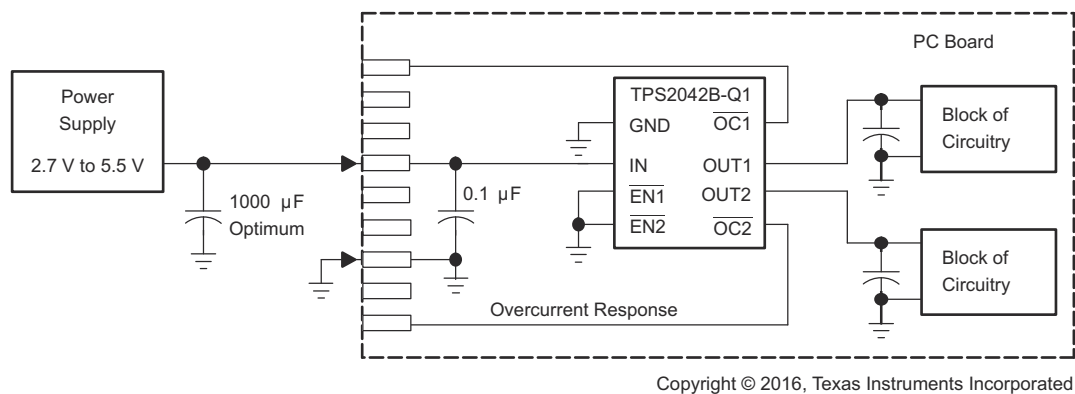 PC Board
Power
Supply
2.7 V to 5.5 V
1000 μF
Optimum
0.1 μF
TPS2042B-Q1
GND
OC1
IN
OUT1
EN1
OUT2
EN2
OC2
Block of
Circuitry
Block of
Circuitry
Overcurrent Response
Copyright © 2016, Texas Instruments Incorporated